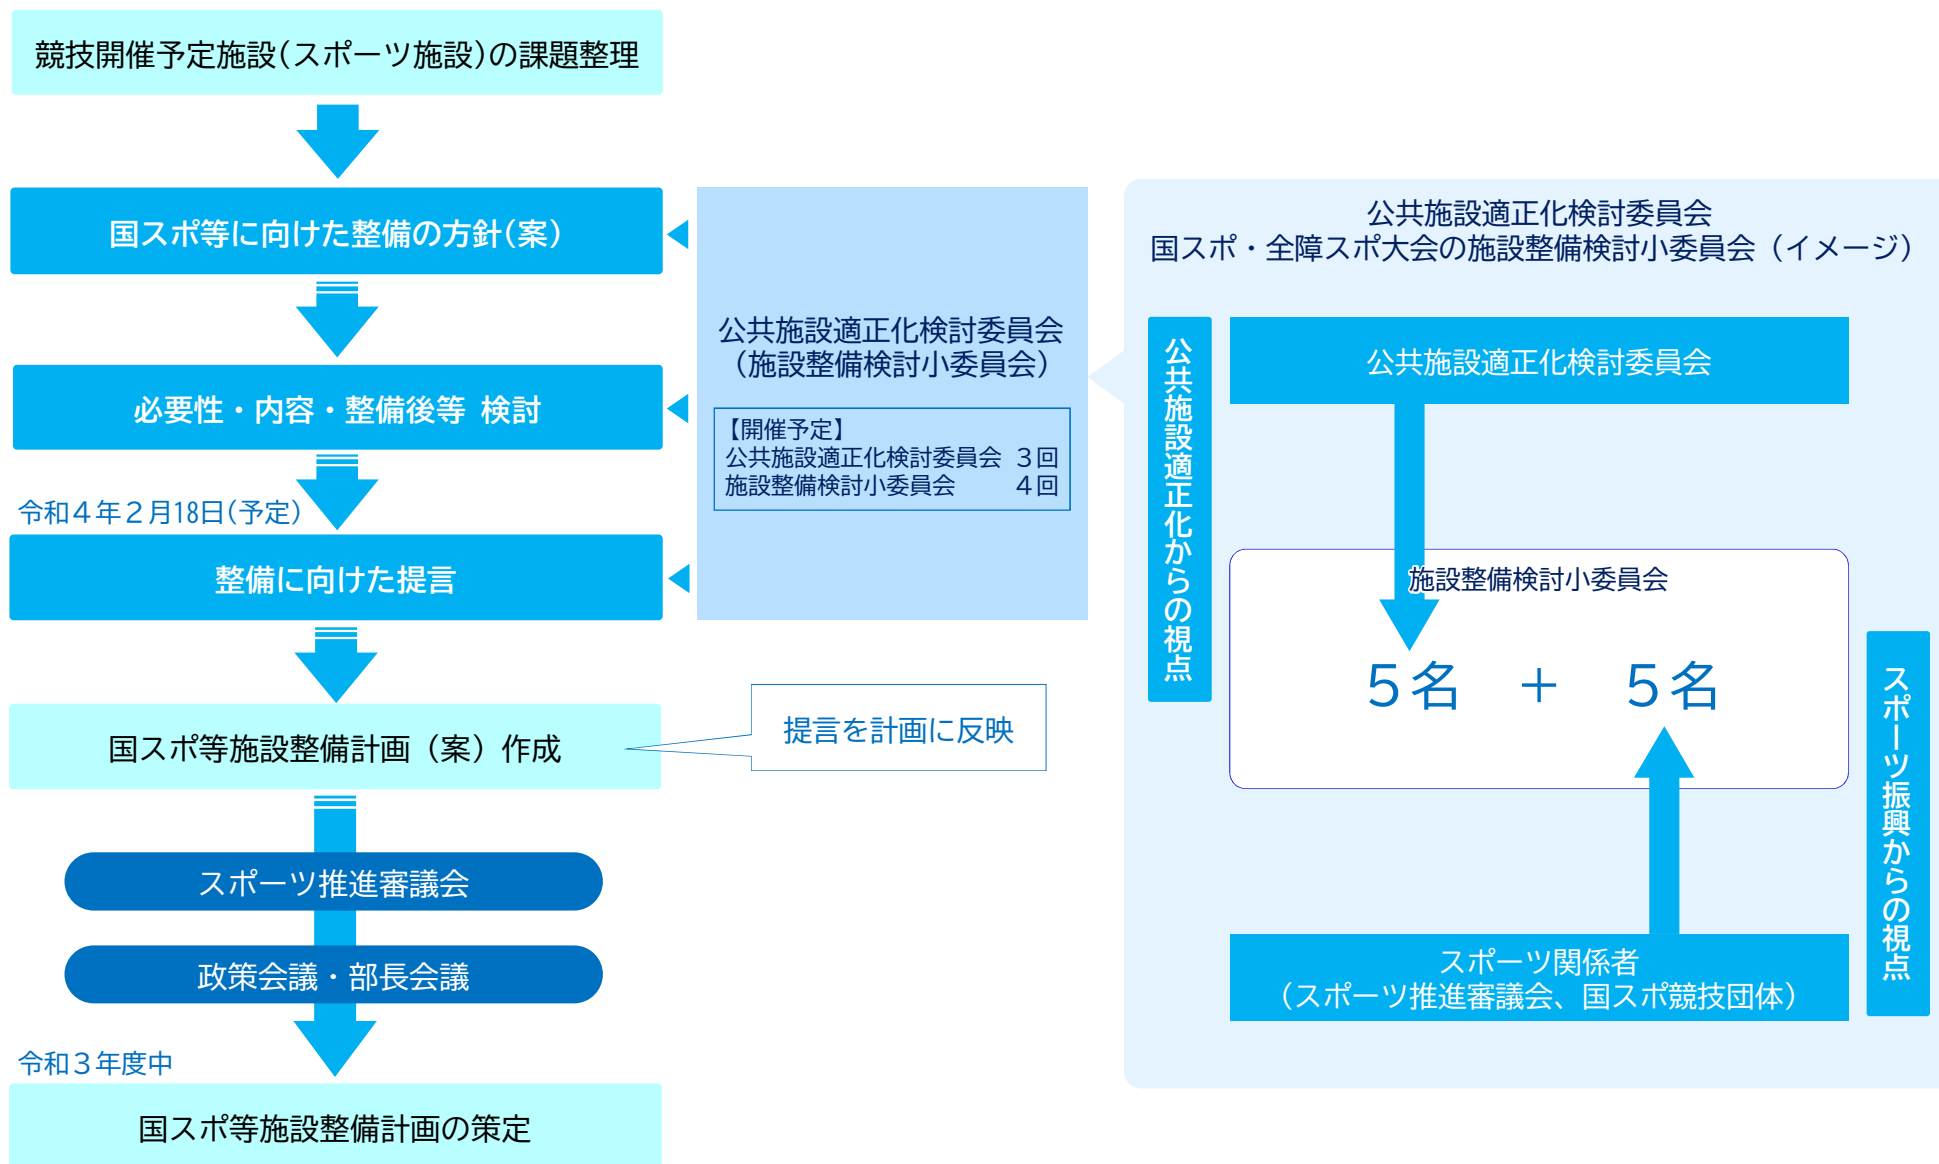 競技開催予定施設(スポーツ施設)の課題整理
国スポ等に向けた整備の方針(案)
必要性・内容・整備後等 検討
令和４年２月18日(予定)
整備に向けた提言
国スポ等施設整備計画（案）作成
提言を計画に反映
スポーツ推進審議会
政策会議・部長会議
令和３年度中
国スポ等施設整備計画の策定
公共施設適正化検討委員会
（施設整備検討小委員会）
【開催予定】
公共施設適正化検討委員会 ３回
施設整備検討小委員会 ４回
公共施設適正化検討委員会
国スポ・全障スポ大会の施設整備検討小委員会（イメージ）
公共施設適正化からの視点
公共施設適正化検討委員会
施設整備検討小委員会
５名 ＋ ５名
スポーツ関係者
（スポーツ推進審議会、国スポ競技団体）
スポーツ振興からの視点